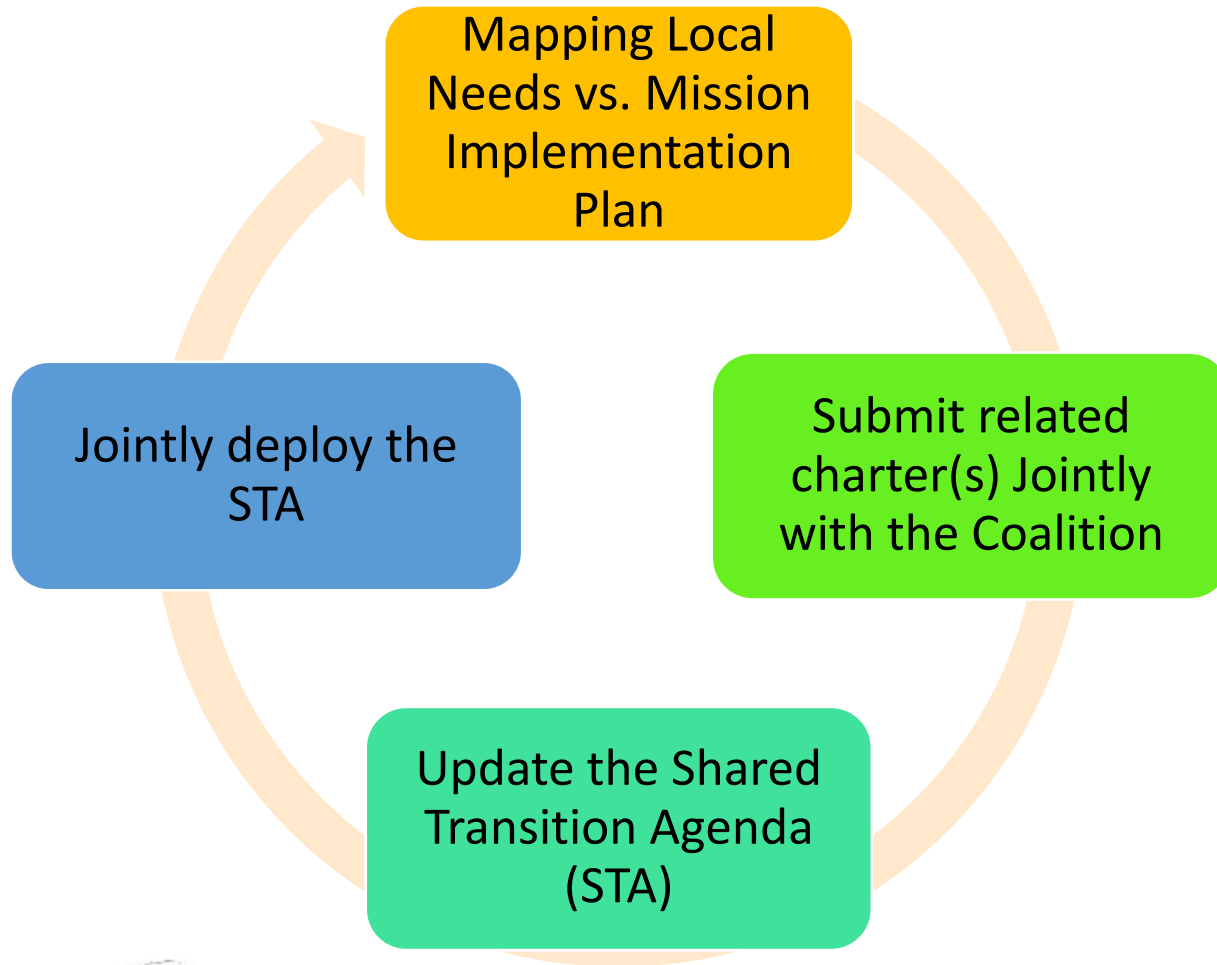 Mapping Local
Needs vs. Mission
Implementation
Plan
Submit related
charter(s) Jointly
with the Coalition
Update the Shared
Transition Agenda
(STA)
Jointly deploy the
STA